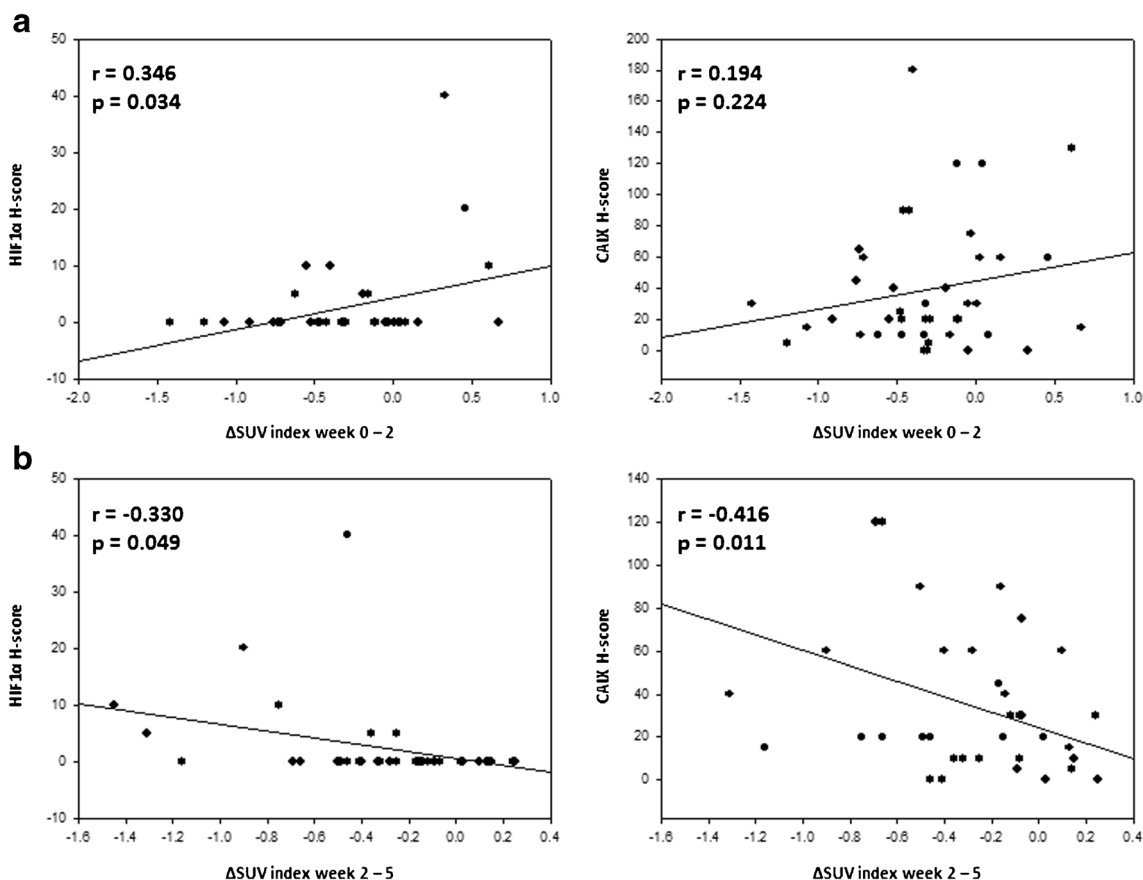 a
50
40
30
20
10
0
-10
r = 0.346
p = 0.034
HIF1α H-score
-2.0 -1.5 -1.0 -0.5 0.0 0.5 1.0
ΔSUV index week 0 – 2
200
180
160
140
120
100
80
60
40
20
0
r = 0.194
p = 0.224
CAIX H-score
-2.0 -1.5 -1.0 -0.5 0.0 0.5 1.0
ΔSUV index week 0 – 2
b
50
40
30
20
10
0
-10
r = -0.330
p = 0.049
HIF1α H-score
-1.6 -1.4 -1.2 -1.0 -0.8 -0.6 -0.4 -0.2 0.0 0.2 0.4
ΔSUV index week 2 – 5
140
120
100
80
60
40
20
0
r = -0.416
p = 0.011
CAIX H-score
-1.6 -1.4 -1.2 -1.0 -0.8 -0.6 -0.4 -0.2 0.0 0.2 0.4
ΔSUV index week 2 – 5